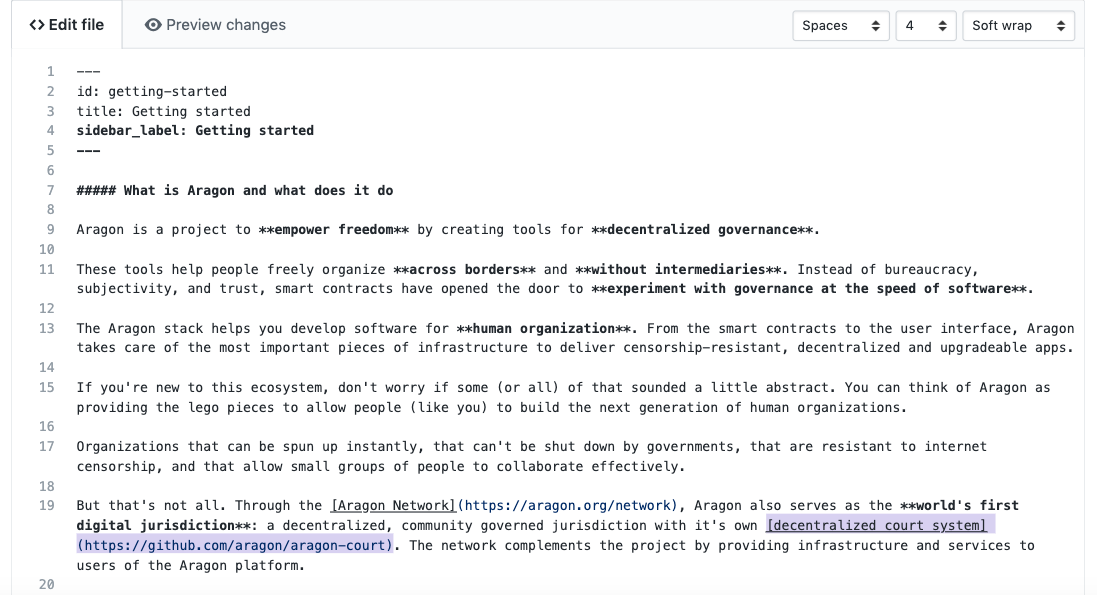 <> Edit file Preview changes Spaces 4 Soft wrap
1 ---
2 id: getting-started
3 title: Getting started
4 sidebar_label: Getting started
5 ---
6
7 ##### What is Aragon and what does it do
8
9 Aragon is a project to **empower freedom** by creating tools for **decentralized governance**.
10
11 These tools help people freely organize **across borders** and **without intermediaries**. Instead of bureaucracy,
subjectivity, and trust, smart contracts have opened the door to **experiment with governance at the speed of software**.
12
13 The Aragon stack helps you develop software for **human organization**. From the smart contracts to the user interface, Aragon
takes care of the most important pieces of infrastructure to deliver censorship-resistant, decentralized and upgradeable apps.
14
15 If you're new to this ecosystem, don't worry if some (or all) of that sounded a little abstract. You can think of Aragon as
providing the lego pieces to allow people (like you) to build the next generation of human organizations.
16
17 Organizations that can be spun up instantly, that can't be shut down by governments, that are resistant to internet
censorship, and that allow small groups of people to collaborate effectively.
18
19 But that's not all. Through the [Aragon Network](https://aragon.org/network), Aragon also serves as the **world's first
digital jurisdiction**: a decentralized, community governed jurisdiction with it's own [decentralized court system]
(https://github.com/aragon/aragon-court). The network complements the project by providing infrastructure and services to
users of the Aragon platform.
20